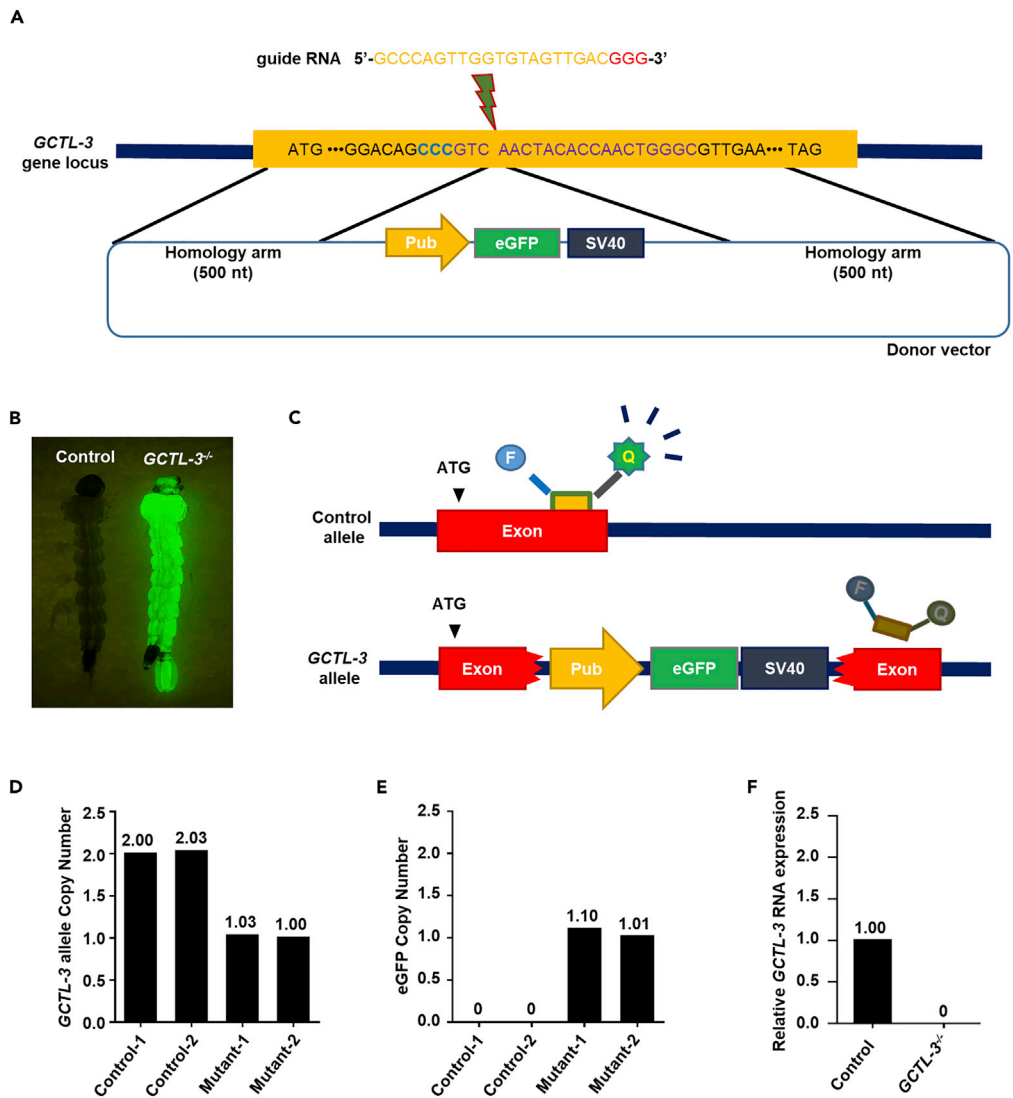 A
guide RNA 5’-GCCCAGTTGGTGTAGTTGACGGG-3’
GCTL-3
gene locus
ATG •••GGACAGCCCGTC AACTACACCAACTGGGCGTTGAA••• TAG
Pub
eGFP
SV40
Homology arm
(500 nt)
Homology arm
(500 nt)
Donor vector
B
Control
GCTL-3-/-
C
F
Q
ATG
Control
allele
Exon
F
Q
ATG
GCTL-3
allele
Exon
Pub
eGFP
SV40
Exon
D
GCTL-3 allele Copy Number
2.5
2.0
1.5
1.0
0.5
0.0
2.00
2.03
1.03
1.00
Control-1
Control-2
Mutant-1
Mutant-2
E
eGFP Copy Number
2.5
2.0
1.5
1.0
0.5
0.0
0
0
1.10
1.01
Control-1
Control-2
Mutant-1
Mutant-2
F
Relative GCTL-3 RNA expression
2.5
2.0
1.5
1.0
0.5
0.0
1.00
0
Control
GCTL-3-/-